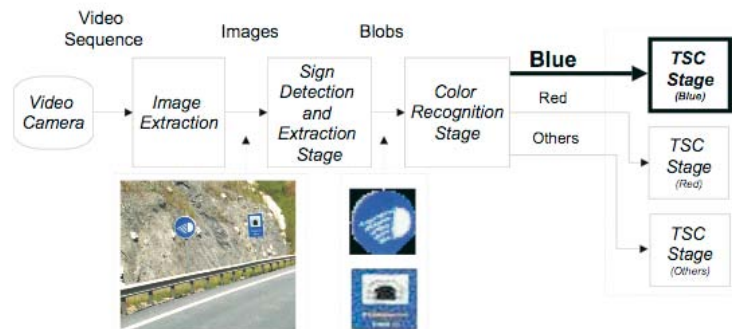 Video
Sequence
Images
Blobs
Video
Camera
Image
Extraction
Sign
Detection
and
Extraction
Stage
Color
Recognition
Stage
Blue
Red
Others
TSC
Stage
(Blue)
TSC
Stage
(Red)
TSC
Stage
(Others)